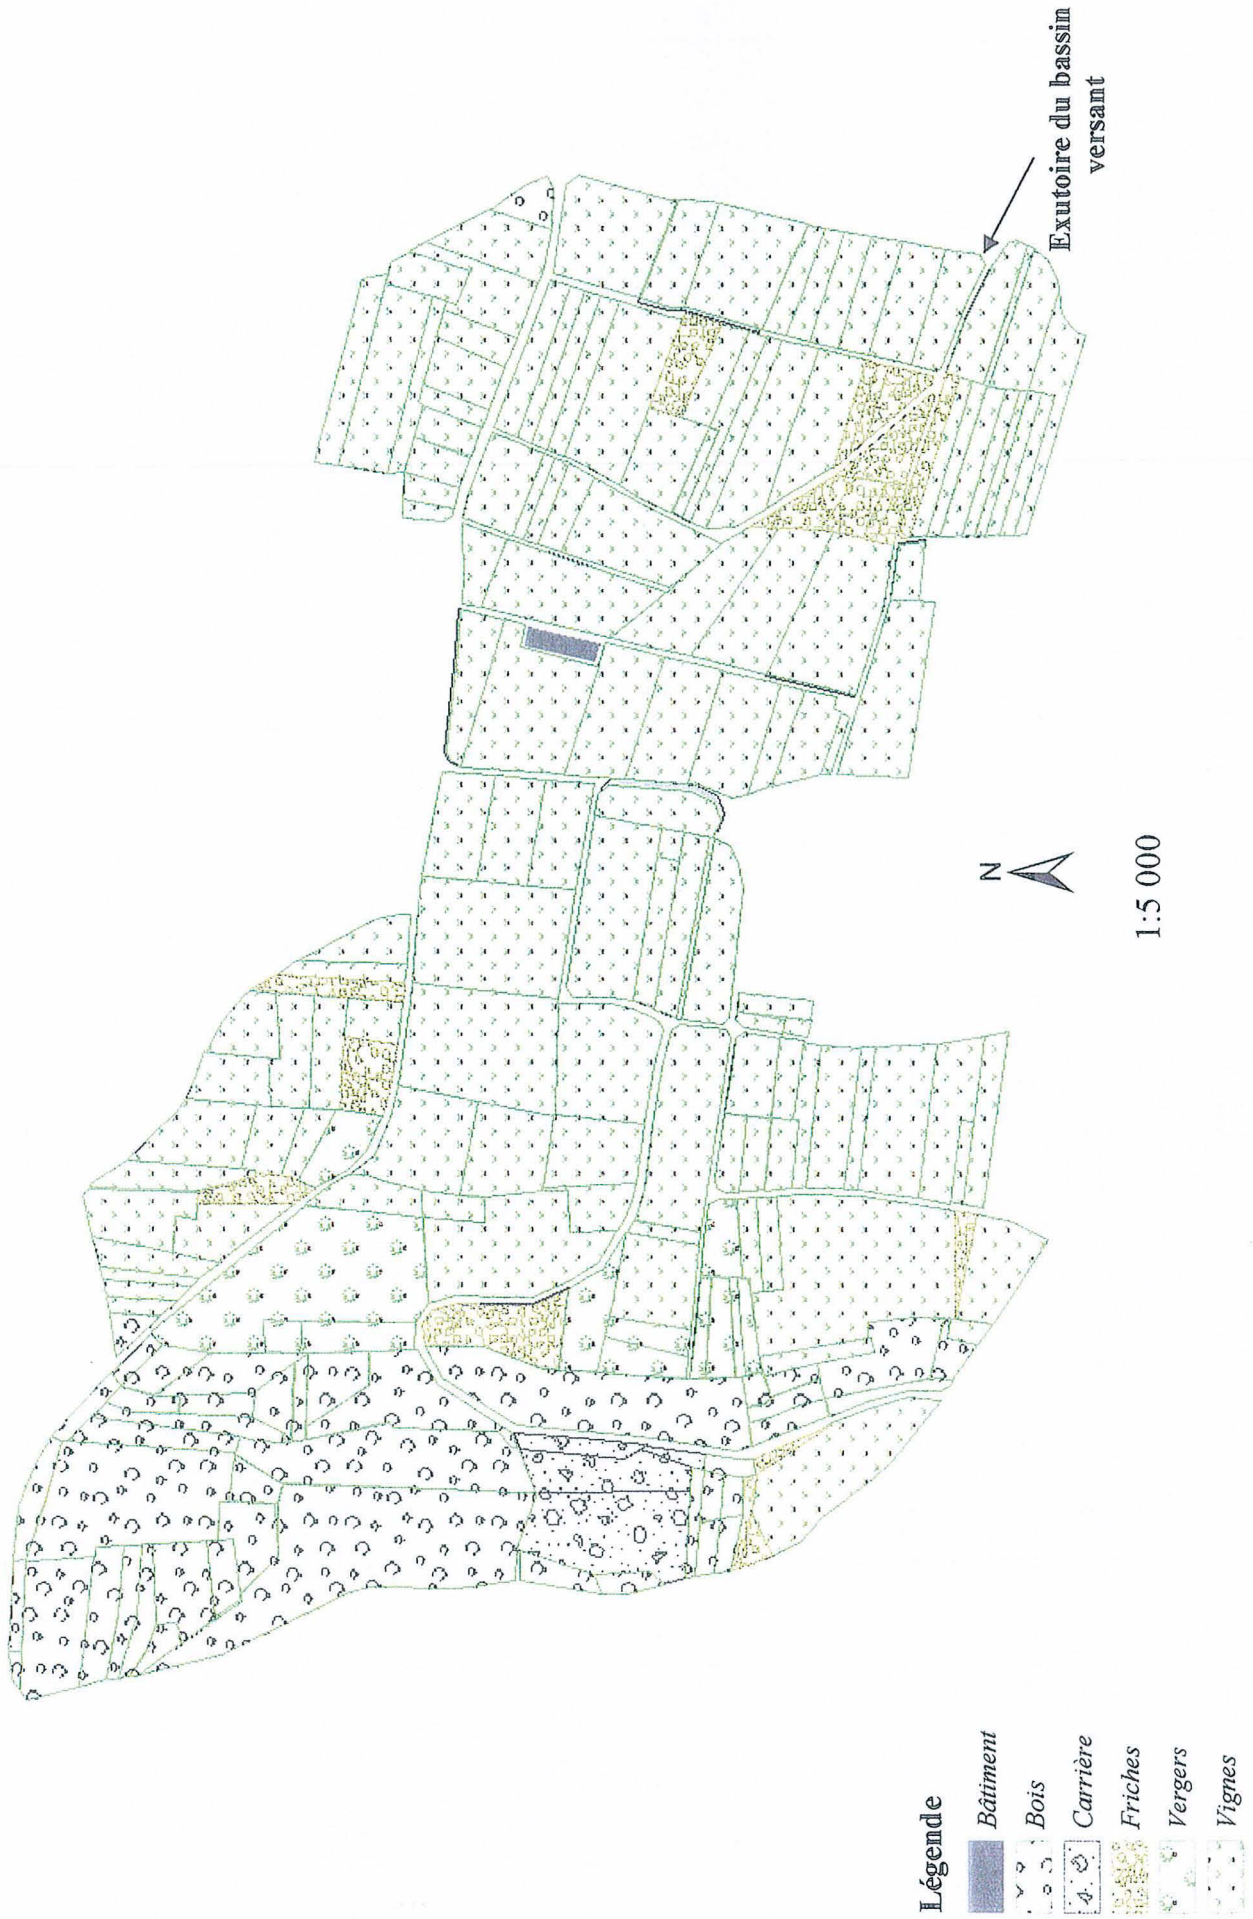 Exutoire du bassin
versant
N
1:5 000
Légende
Bâtiment
Bois
Carrière
Friches
Vergers
Vignes